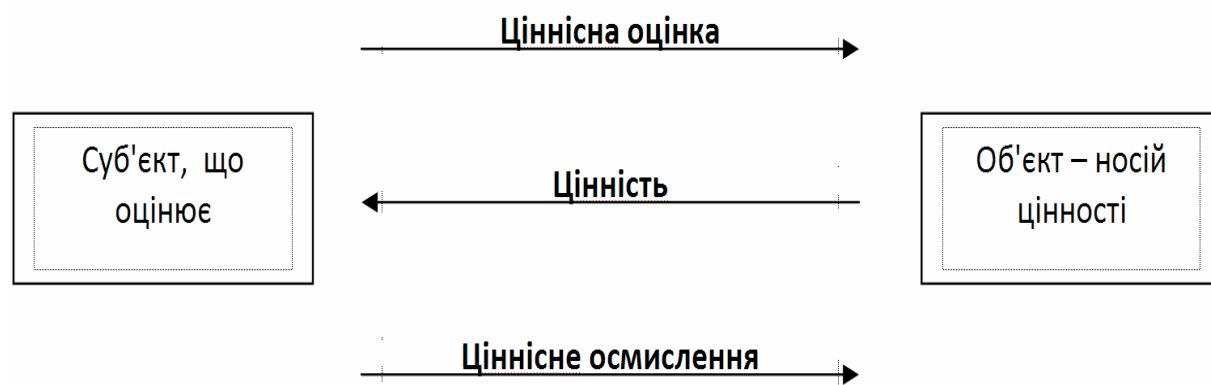 Ціннісна оцінка
Суб'єкт, що
оцінює
Цінність
Об'єкт – носій
цінності
Ціннісне осмислення